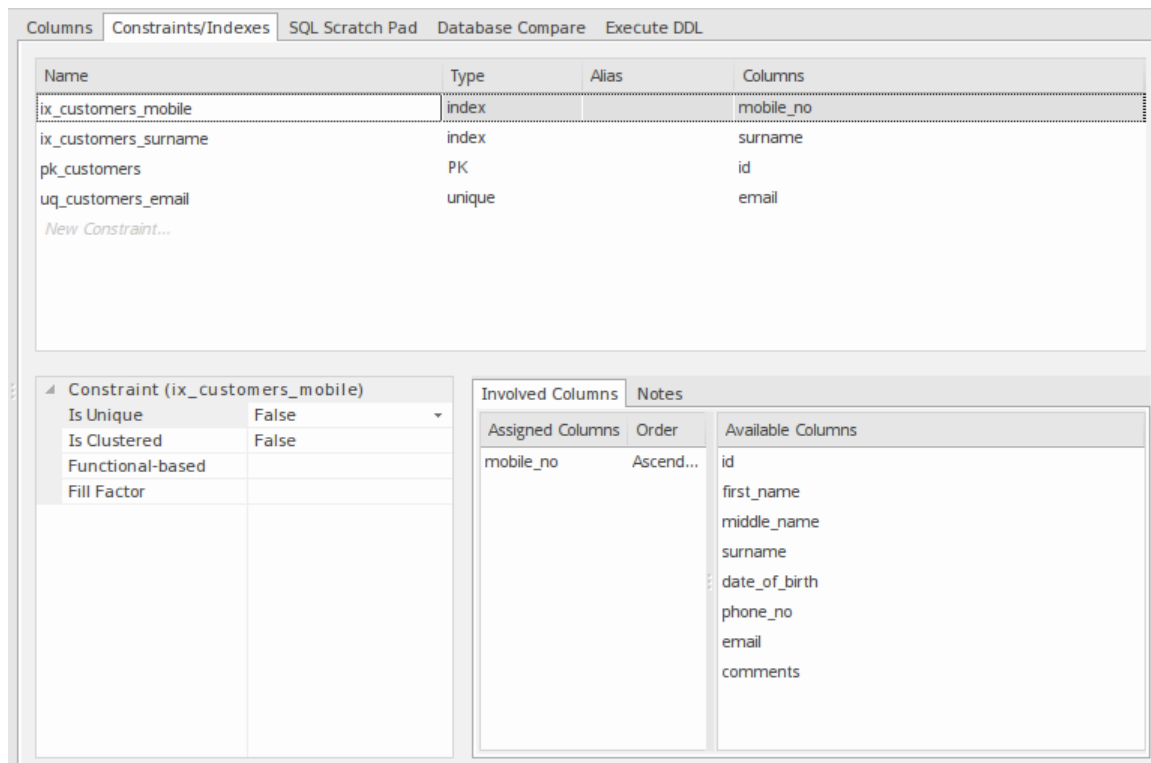 Columns Constraints/Indexes SQL Scratch Pad Database Compare Execute DDL
Name Type Alias Columns
ix_customers_mobile index mobile_no
ix_customers_surname index surname
pk_customers PK id
uq_customers_email unique email
New Constraint...
Constraint (ix_customers_mobile)
Is Unique False
Is Clustered False
Functional-based
Fill Factor
Involved Columns Notes
Assigned Columns Order Available Columns
mobile_no Ascend... id
first_name
middle_name
surname
date_of_birth
phone_no
email
comments